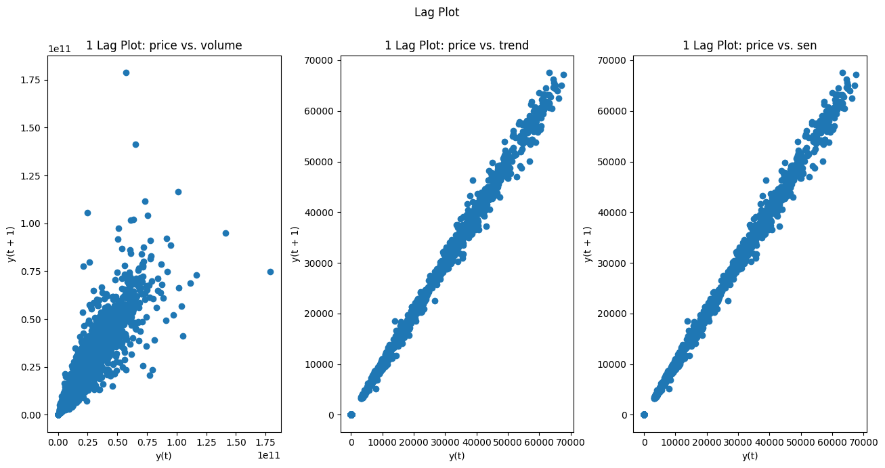 Lag Plot
1 Lag Plot: price vs. volume
1e11
1.75
1.50
1.25
1.00
0.75
0.50
0.25
0.00
y(t + 1)
0.00 0.25 0.50 0.75 1.00 1.25 1.50 1.75
y(t)
1e11
1 Lag Plot: price vs. trend
70000
60000
50000
40000
30000
20000
10000
0
y(t + 1)
0 10000 20000 30000 40000 50000 60000 70000
y(t)
1 Lag Plot: price vs. sen
70000
60000
50000
40000
30000
20000
10000
0
y(t + 1)
0 10000 20000 30000 40000 50000 60000 70000
y(t)